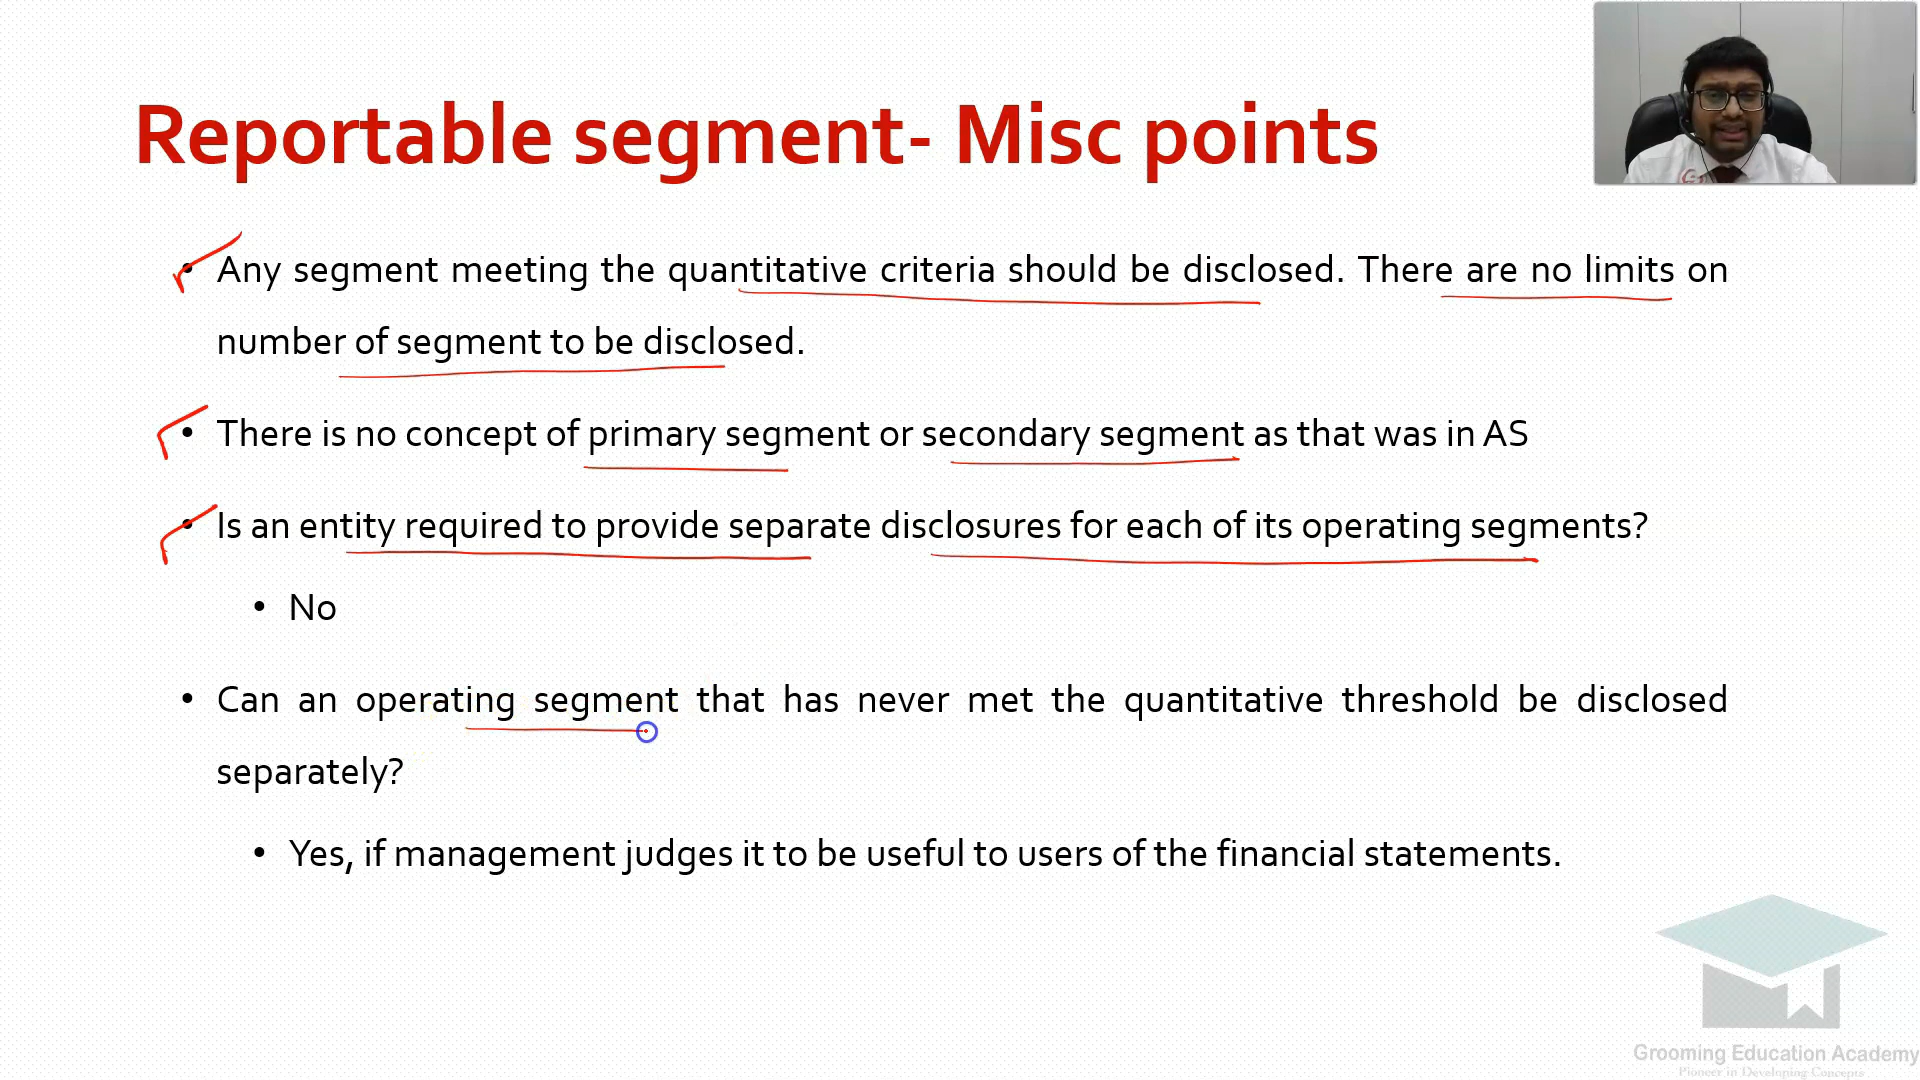 Reportable segment- Misc points
• Any segment meeting the quantitative criteria should be disclosed. There are no limits on
number of segment to be disclosed.
• There is no concept of primary segment or secondary segment as that was in AS
• Is an entity required to provide separate disclosures for each of its operating segments?
• No
• Can an operating segment that has never met the quantitative threshold be disclosed
separately?
• Yes, if management judges it to be useful to users of the financial statements.
Grooming Education Academy
Pioneer in Developing Concepts